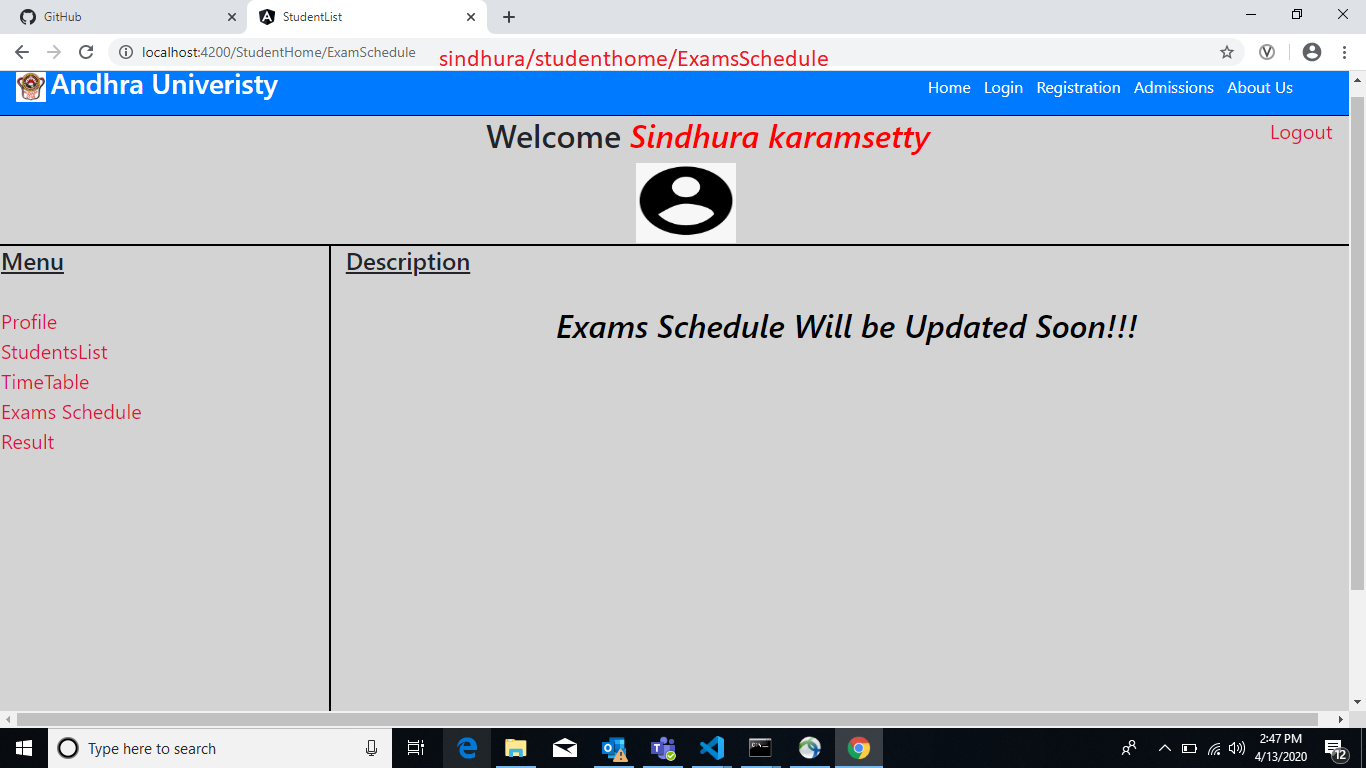 GitHub
StudentList
localhost:4200/StudentHome/ExamSchedule
sindhura/studenthome/ExamsSchedule
Andhra Univeristy
Home Login Registration Admissions About Us
Welcome Sindhura karamsetty
Logout
Menu
Description
Exams Schedule Will be Updated Soon!!!
Profile
StudentsList
TimeTable
Exams Schedule
Result
Type here to search
2:47 PM
4/13/2020
12